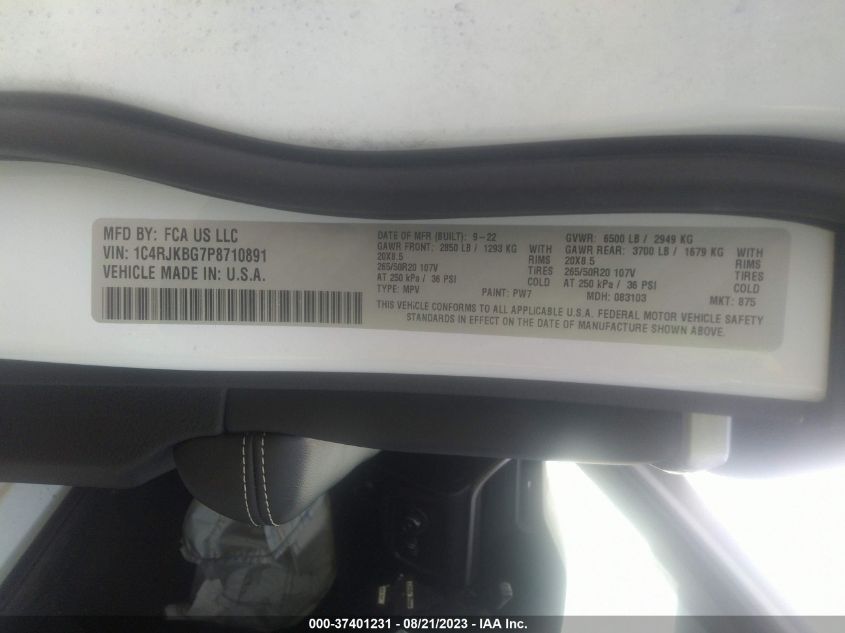 MFD BY: FCA US LLC
VIN: 1C4RJKBG7P8710891
VEHICLE MADE IN: U.S.A.
DATE OF MFR (BUILT): 9-22 GVWR: 6500 LB / 2949 KG
GAWR FRONT: 2850 LB / 1293 KG WITH GAWR REAR: 3700 LB / 1679 KG WITH
20X8.5 RIMS 20X8.5 RIMS
265/50R20 107V TIRES 265/50R20 107V TIRES
AT 250 kPa / 36 PSI COLD AT 250 kPa / 36 PSI COLD
TYPE: MPV PAINT: PW7 MDH: 083103 MKT: 875
THIS VEHICLE CONFORMS TO ALL APPLICABLE U.S.A. FEDERAL MOTOR VEHICLE SAFETY
STANDARDS IN EFFECT ON THE DATE OF MANUFACTURE SHOWN ABOVE.
000-37401231 - 08/21/2023 - IAA Inc.